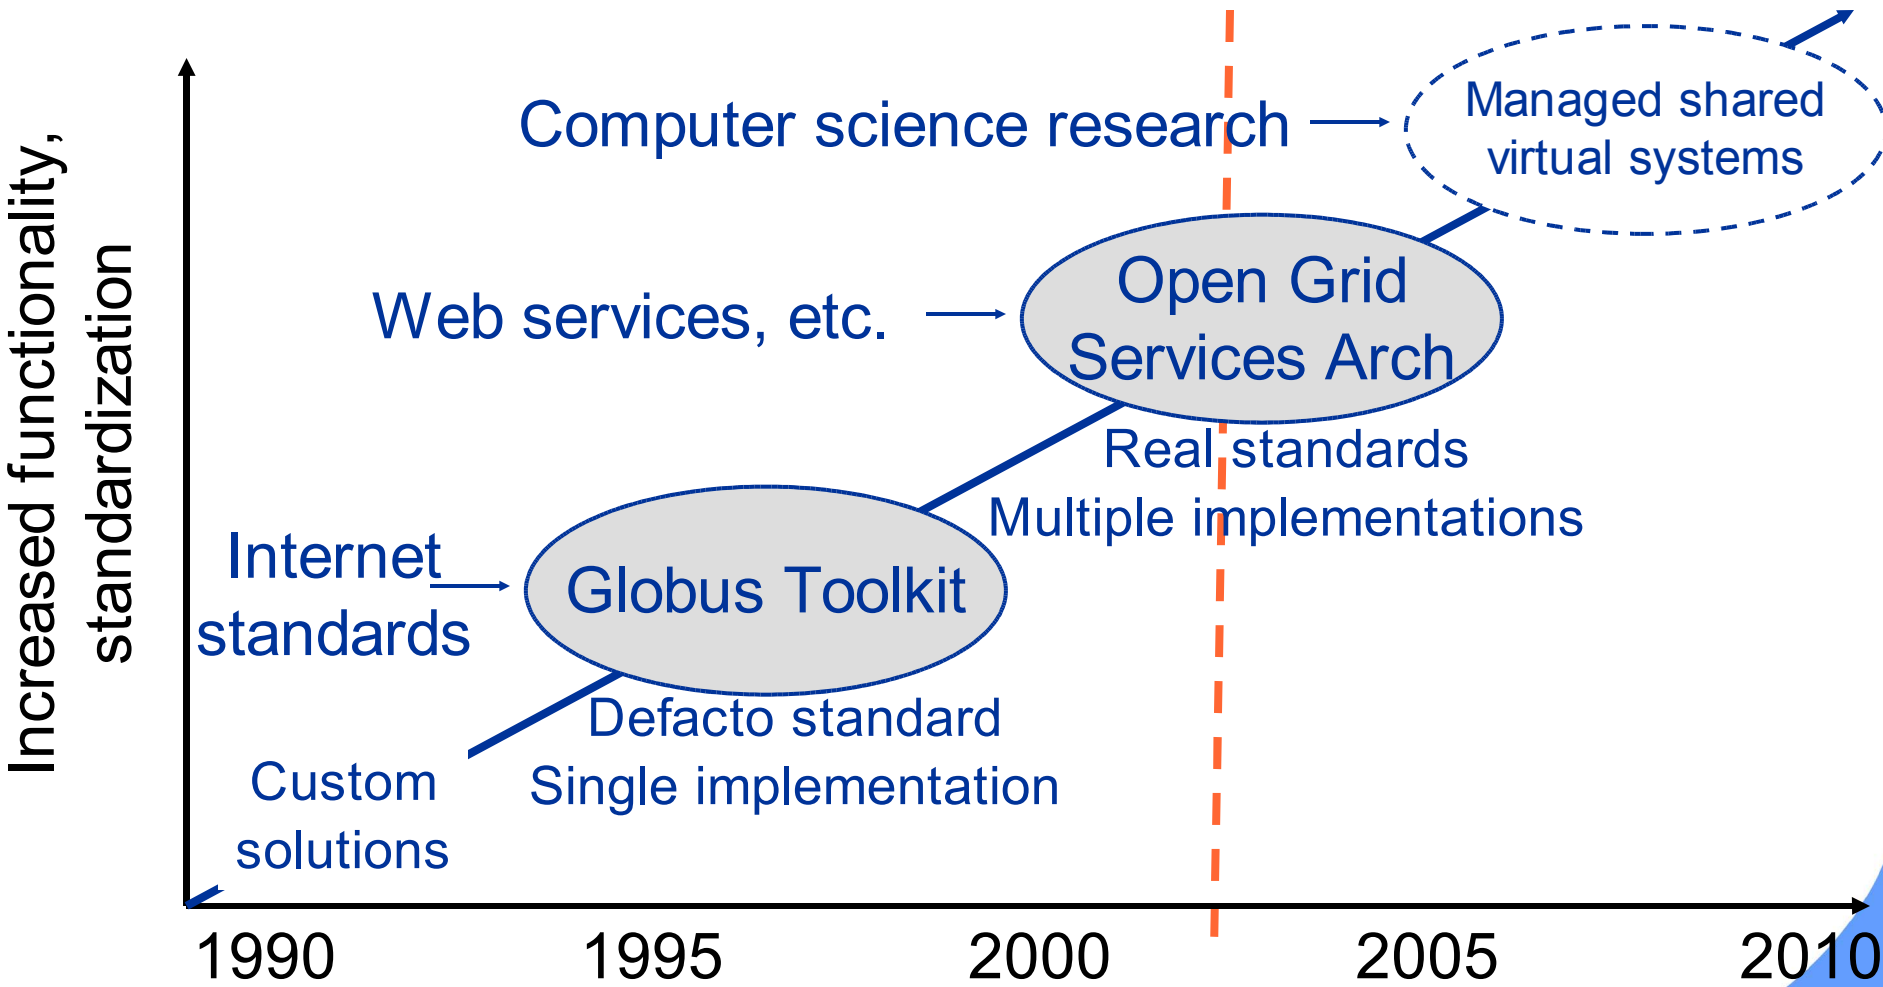 Increased functionality,
standardization
Computer science research
Managed shared
virtual systems
Web services, etc.
Open Grid
Services Arch
Real standards
Multiple implementations
Internet
standards
Globus Toolkit
Defacto standard
Single implementation
Custom
solutions
1990
1995
2000
2005
2010